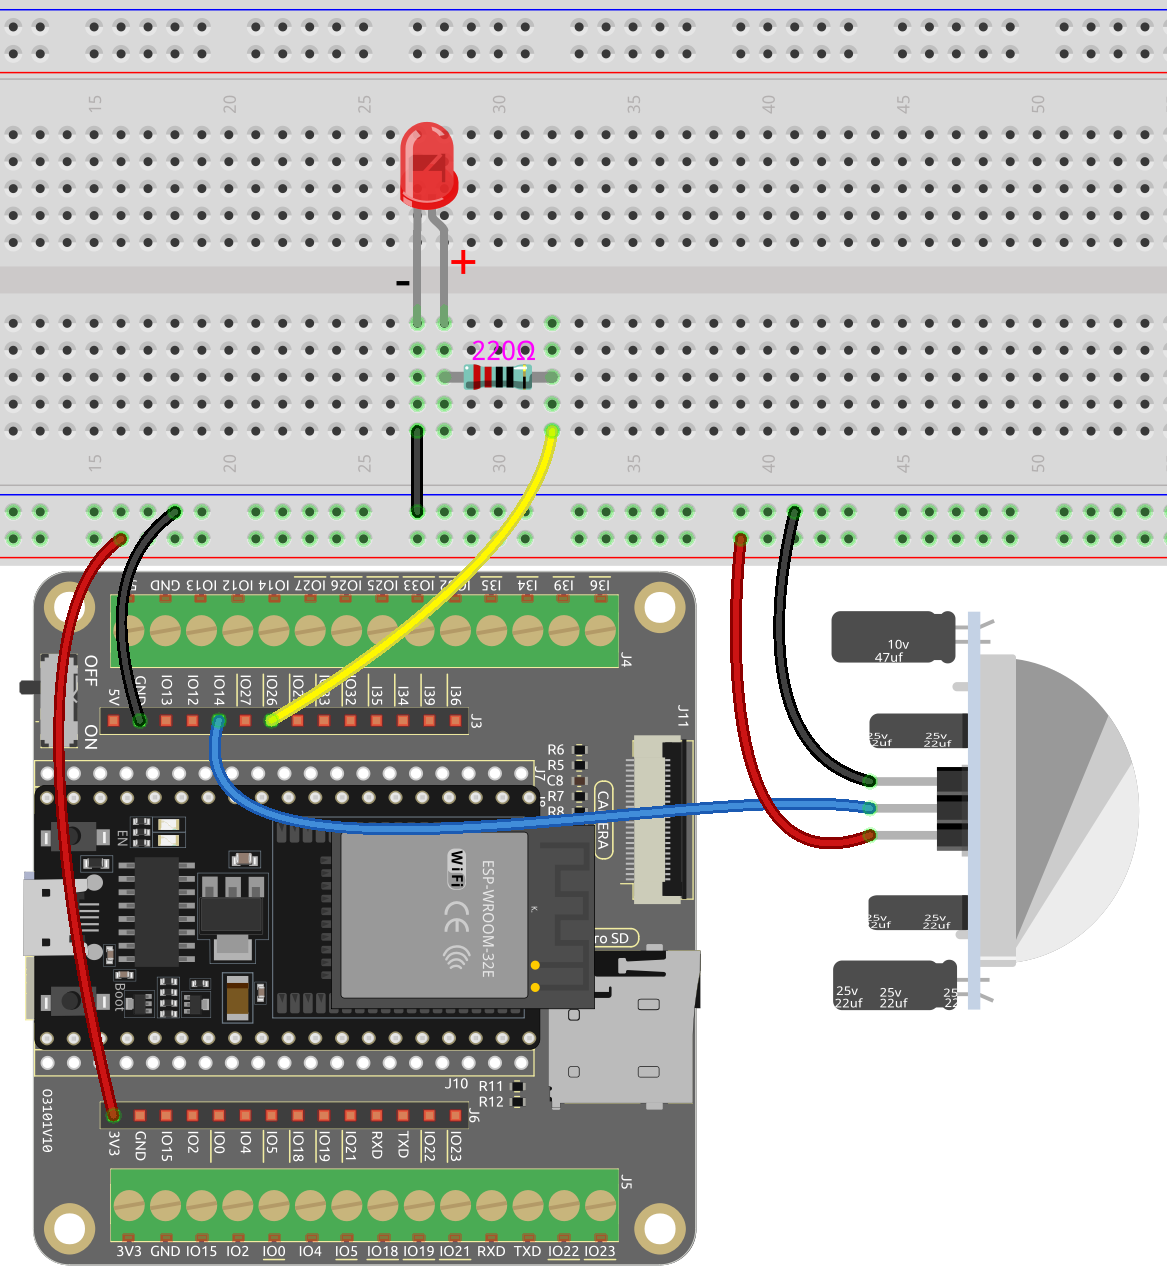 15 20 25 30 35 40 45 50
+
-
220Ω
15 20 25 30 35 40 45 50
GND IO13 IO12 IO14 IO27 IO26 IO25 IO33 I35 I34 I39 I36
J4
OFF
ON
5V GND IO13 IO12 IO14 IO27 IO26 IO32 I35 I34 I39 I36
J3
J11
R6
R5
C8
R7
R8
J7
CAMERA
EN
WiFi
CE
ESP-WROOM-32E
K
ro SD
Boot
J10
R11
R12
J6
O3101V10
3V3 GND IO15 IO2 IO0 IO4 IO5 IO18 IO19 IO21 RXD TXD IO22 IO23
J5
3V3 GND IO15 IO2 IO0 IO4 IO5 IO18 IO19 IO21 RXD TXD IO22 IO23
10v
47uf
25v 25v
22uf 22uf
25v 25v
22uf 22uf
25v 25v 25
22uf 22uf 22